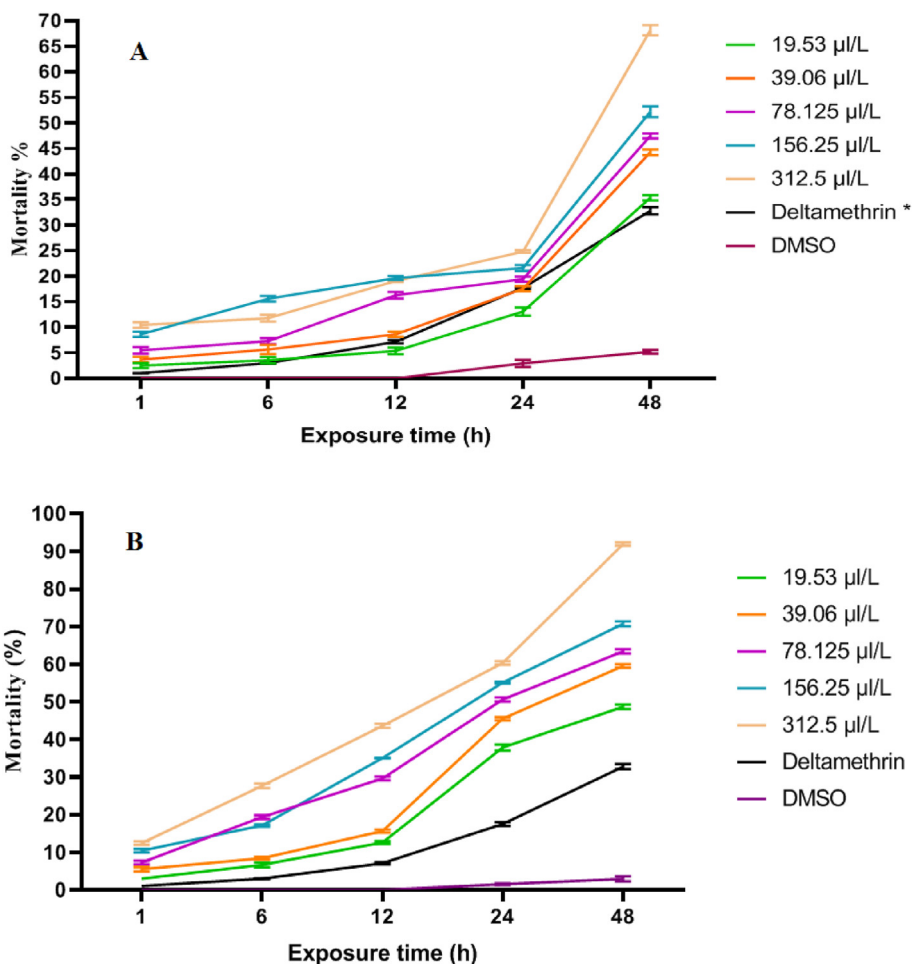 A
Mortality %
70
65
60
55
50
45
40
35
30
25
20
15
10
5
0
1 6 12 24 48
Exposure time (h)
19.53 µl/L
39.06 µl/L
78.125 µl/L
156.25 µl/L
312.5 µl/L
Deltamethrin *
DMSO
B
Mortality (%)
100
90
80
70
60
50
40
30
20
10
0
1 6 12 24 48
Exposure time (h)
19.53 µl/L
39.06 µl/L
78.125 µl/L
156.25 µl/L
312.5 µl/L
Deltamethrin
DMSO